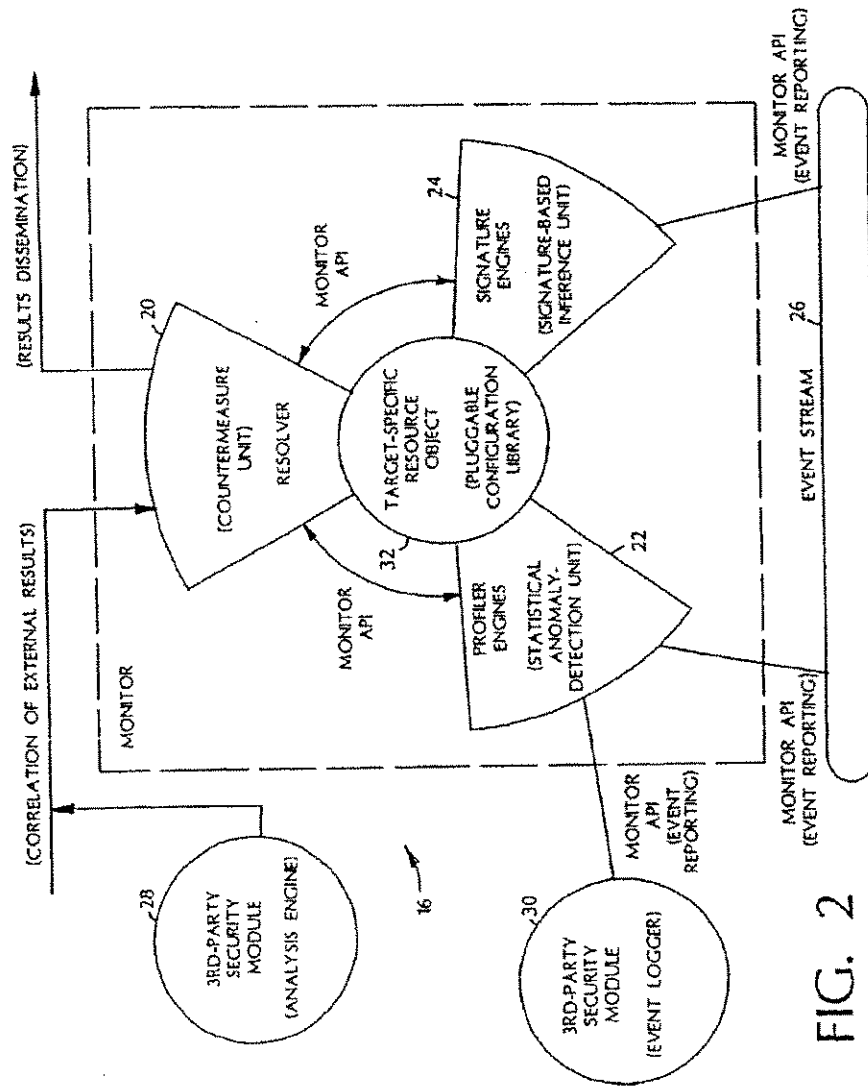 (CORRELATION OF EXTERNAL RESULTS)
(RESULTS DISSEMINATION)
MONITOR
20
(COUNTERMEASURE
UNIT)
RESOLVER
MONITOR
API
MONITOR
API
28
3RD-PARTY
SECURITY
MODULE
(ANALYSIS ENGINE)
32
TARGET-SPECIFIC
RESOURCE
OBJECT
(PLUGGABLE
CONFIGURATION
LIBRARY)
24
SIGNATURE
ENGINES
(SIGNATURE-BASED
INFERENCE UNIT)
16
PROFILER
ENGINES
(STATISTICAL
ANOMALY-
DETECTION UNIT)
22
30
3RD-PARTY
SECURITY
MODULE
(EVENT LOGGER)
MONITOR
API
(EVENT
REPORTING)
MONITOR API
(EVENT REPORTING)
MONITOR API
(EVENT REPORTING)
EVENT STREAM
26
FIG. 2